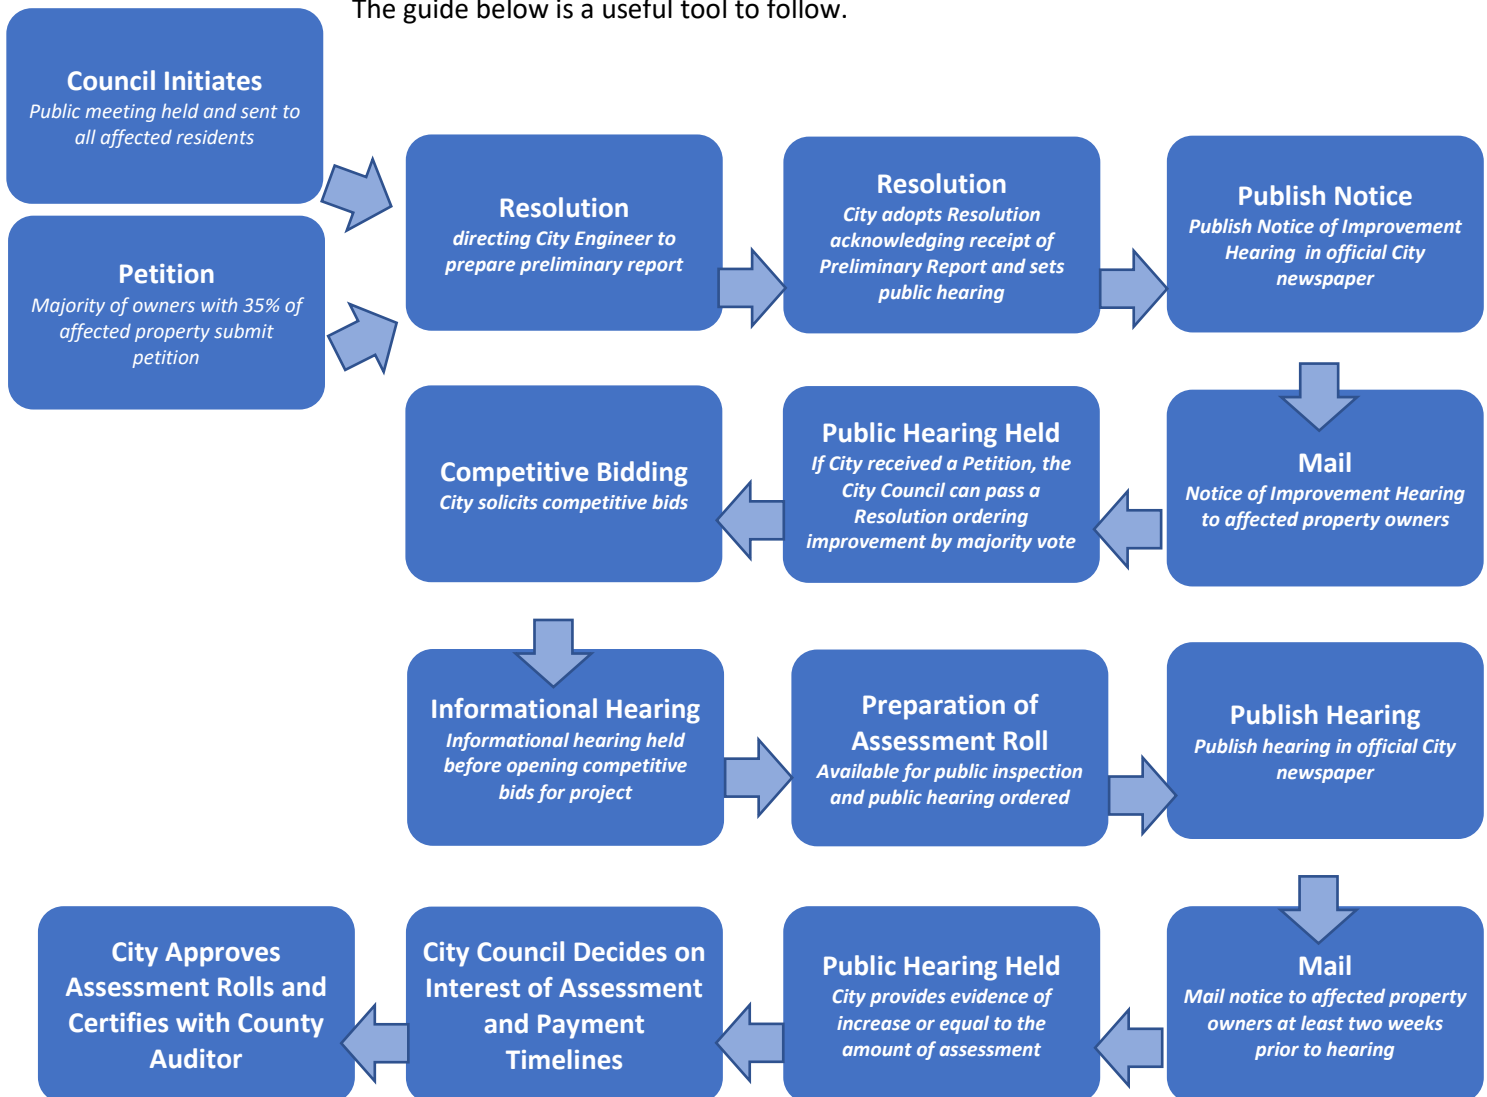 The guide below is a useful tool to follow.
Council Initiates
Public meeting held and sent to
all affected residents
Petition
Majority of owners with 35% of
affected property submit
petition
Resolution
directing City Engineer to
prepare preliminary report
Resolution
City adopts Resolution
acknowledging receipt of
Preliminary Report and sets
public hearing
Publish Notice
Publish Notice of Improvement
Hearing in official City
newspaper
Mail
Notice of Improvement Hearing
to affected property owners
Public Hearing Held
If City received a Petition, the
City Council can pass a
Resolution ordering
improvement by majority vote
Competitive Bidding
City solicits competitive bids
Informational Hearing
Informational hearing held
before opening competitive
bids for project
Preparation of
Assessment Roll
Available for public inspection
and public hearing ordered
Publish Hearing
Publish hearing in official City
newspaper
Mail
Mail notice to affected property
owners at least two weeks
prior to hearing
Public Hearing Held
City provides evidence of
increase or equal to the
amount of assessment
City Council Decides on
Interest of Assessment
and Payment
Timelines
City Approves
Assessment Rolls and
Certifies with County
Auditor